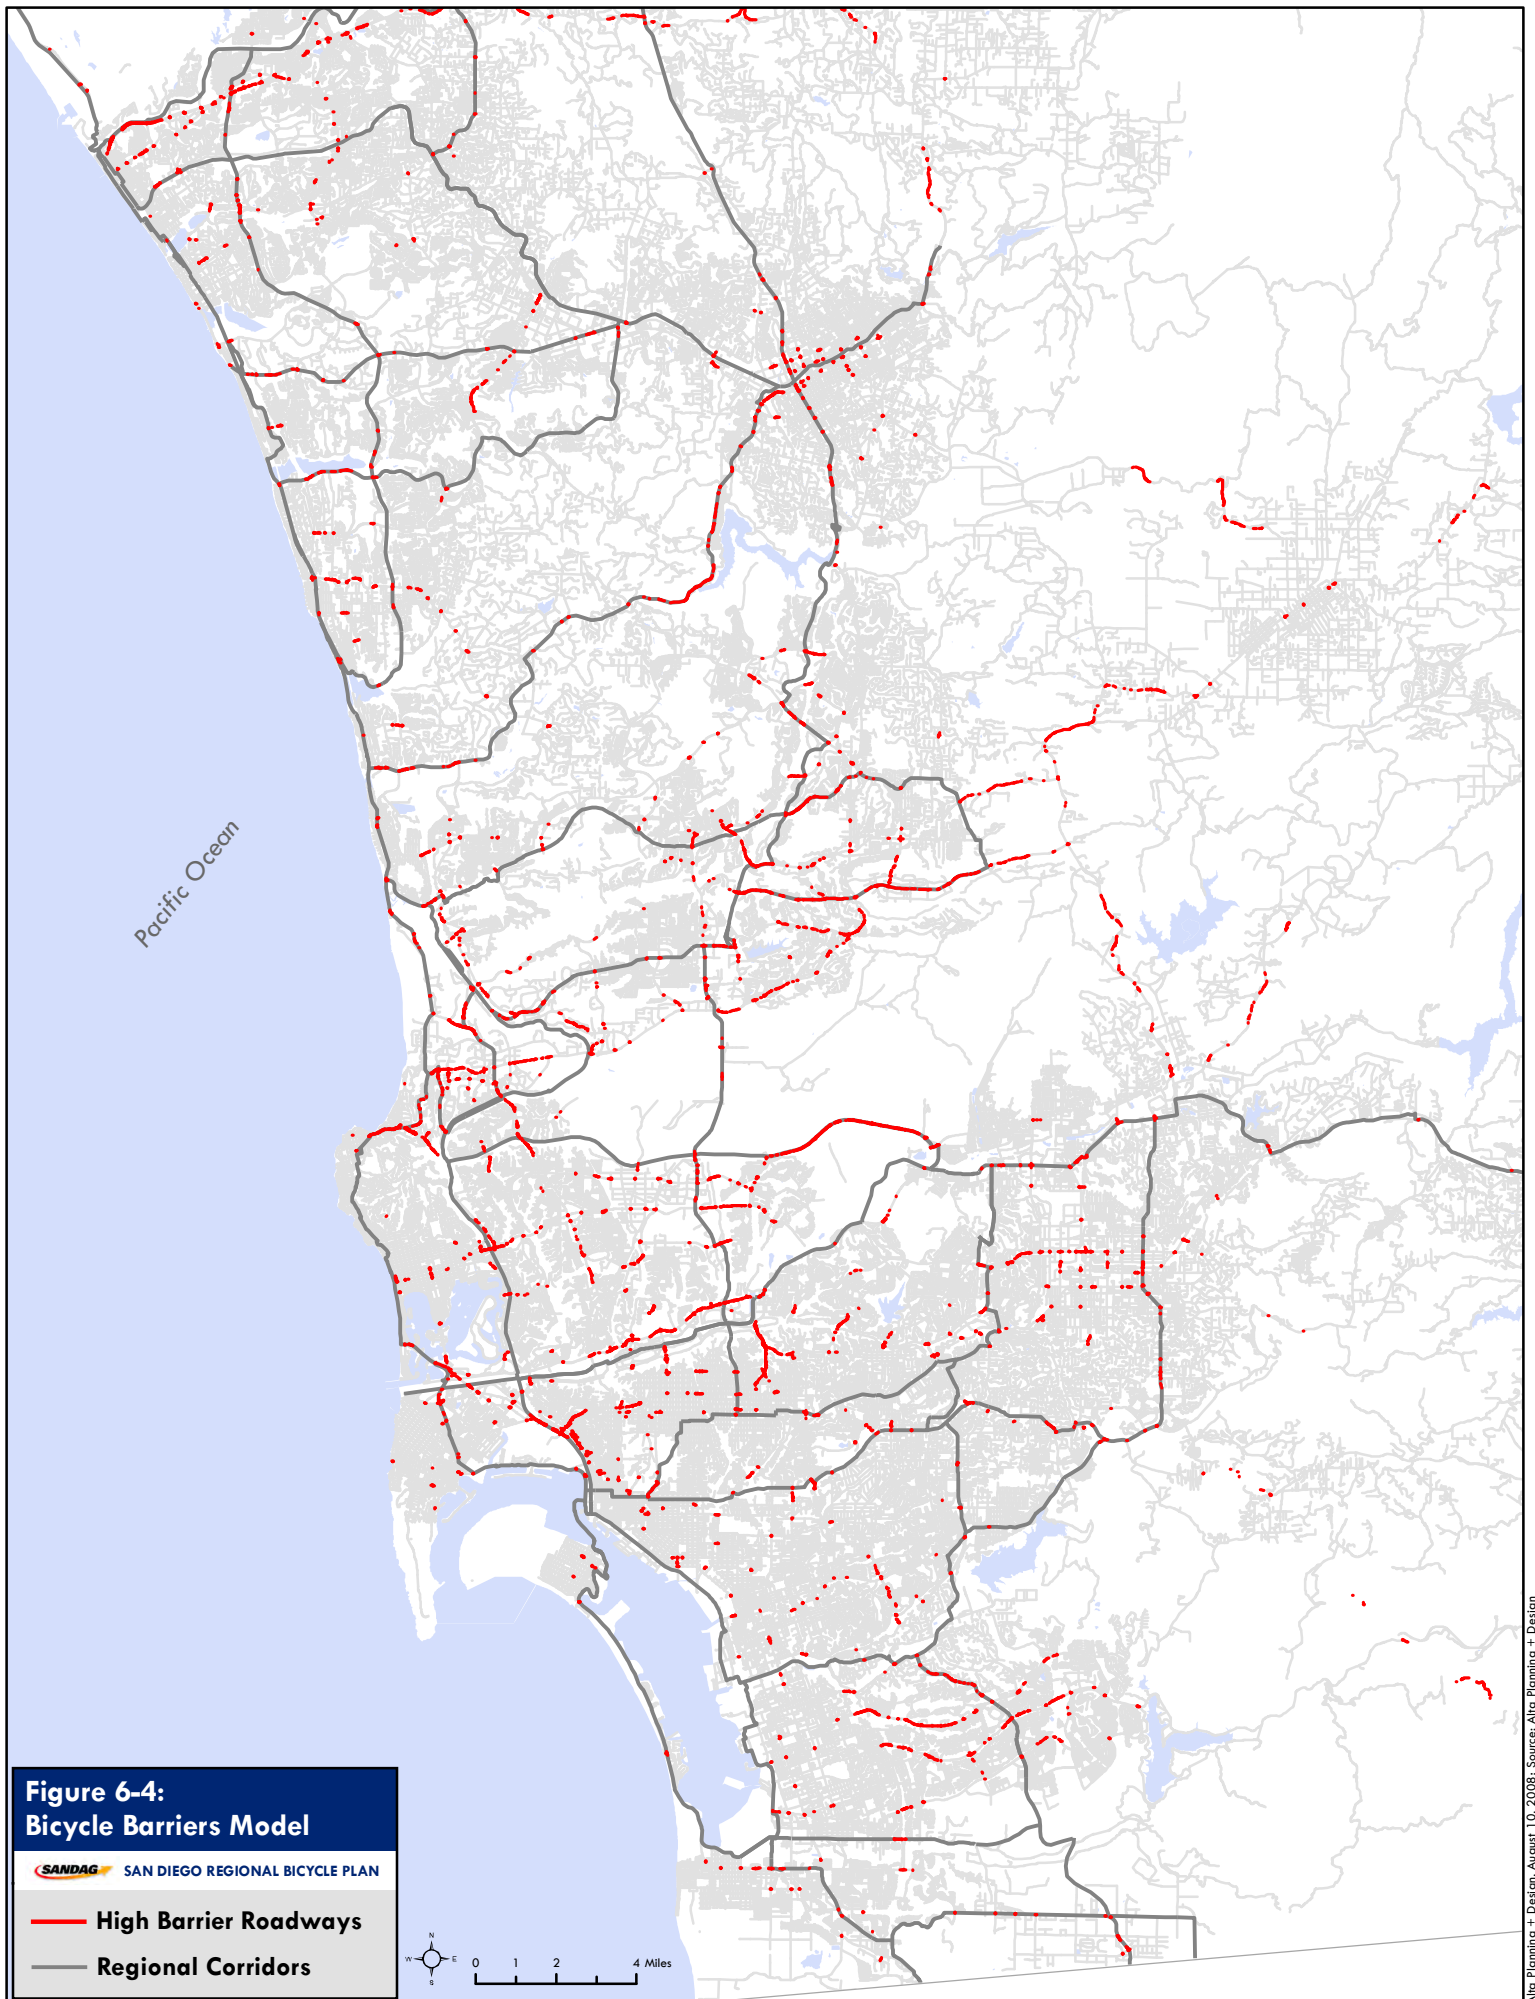 Pacific Ocean
Figure 6-4:
Bicycle Barriers Model
SANDAG SAN DIEGO REGIONAL BICYCLE PLAN
High Barrier Roadways
Regional Corridors
N
W E
S
0 1 2 4 Miles
Alta Planning + Design, August 10, 2008; Source: Alta Planning + Design